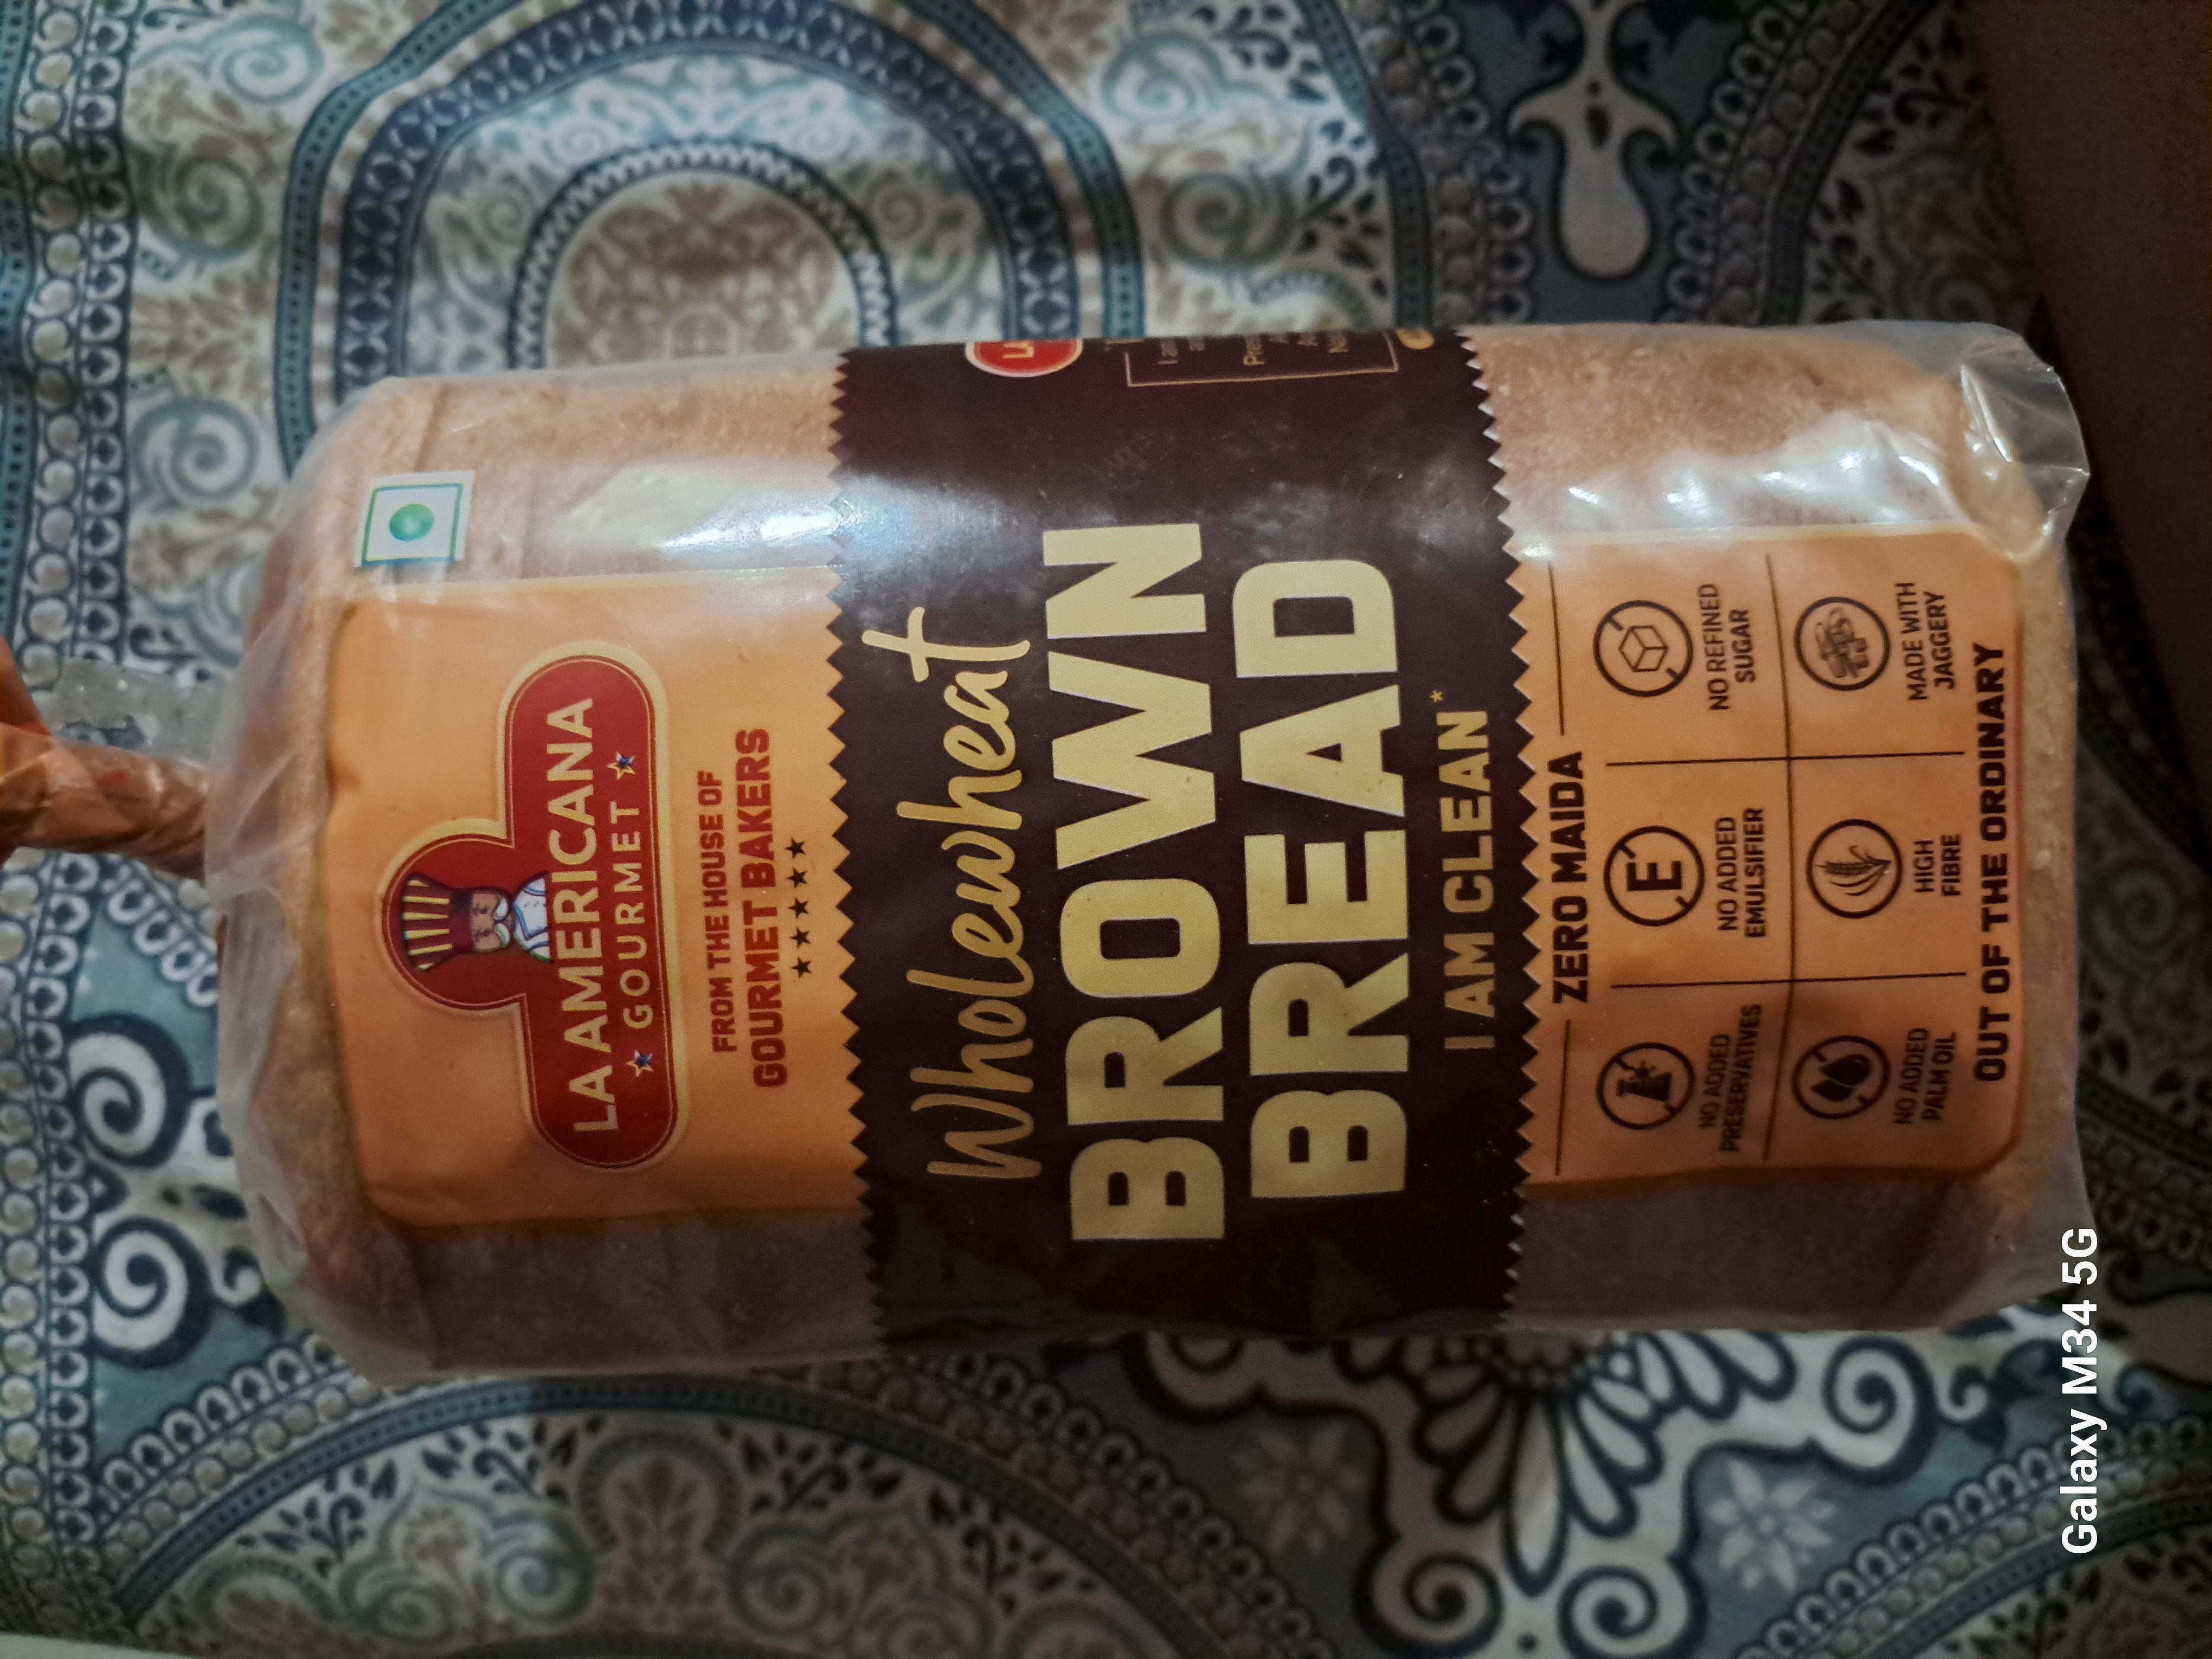 LA AMERICANA
GOURMET
FROM THE HOUSE OF
GOURMET BAKERS
Wholewheat
BROWN
BREAD
I AM CLEAN*
ZERO MAIDA
NO ADDED
PRESERVATIVES
NO ADDED
EMULSIFIER
NO REFINED
SUGAR
NO ADDED
PALM OIL
HIGH
FIBRE
MADE WITH
JAGGERY
OUT OF THE ORDINARY
Galaxy M34 5G